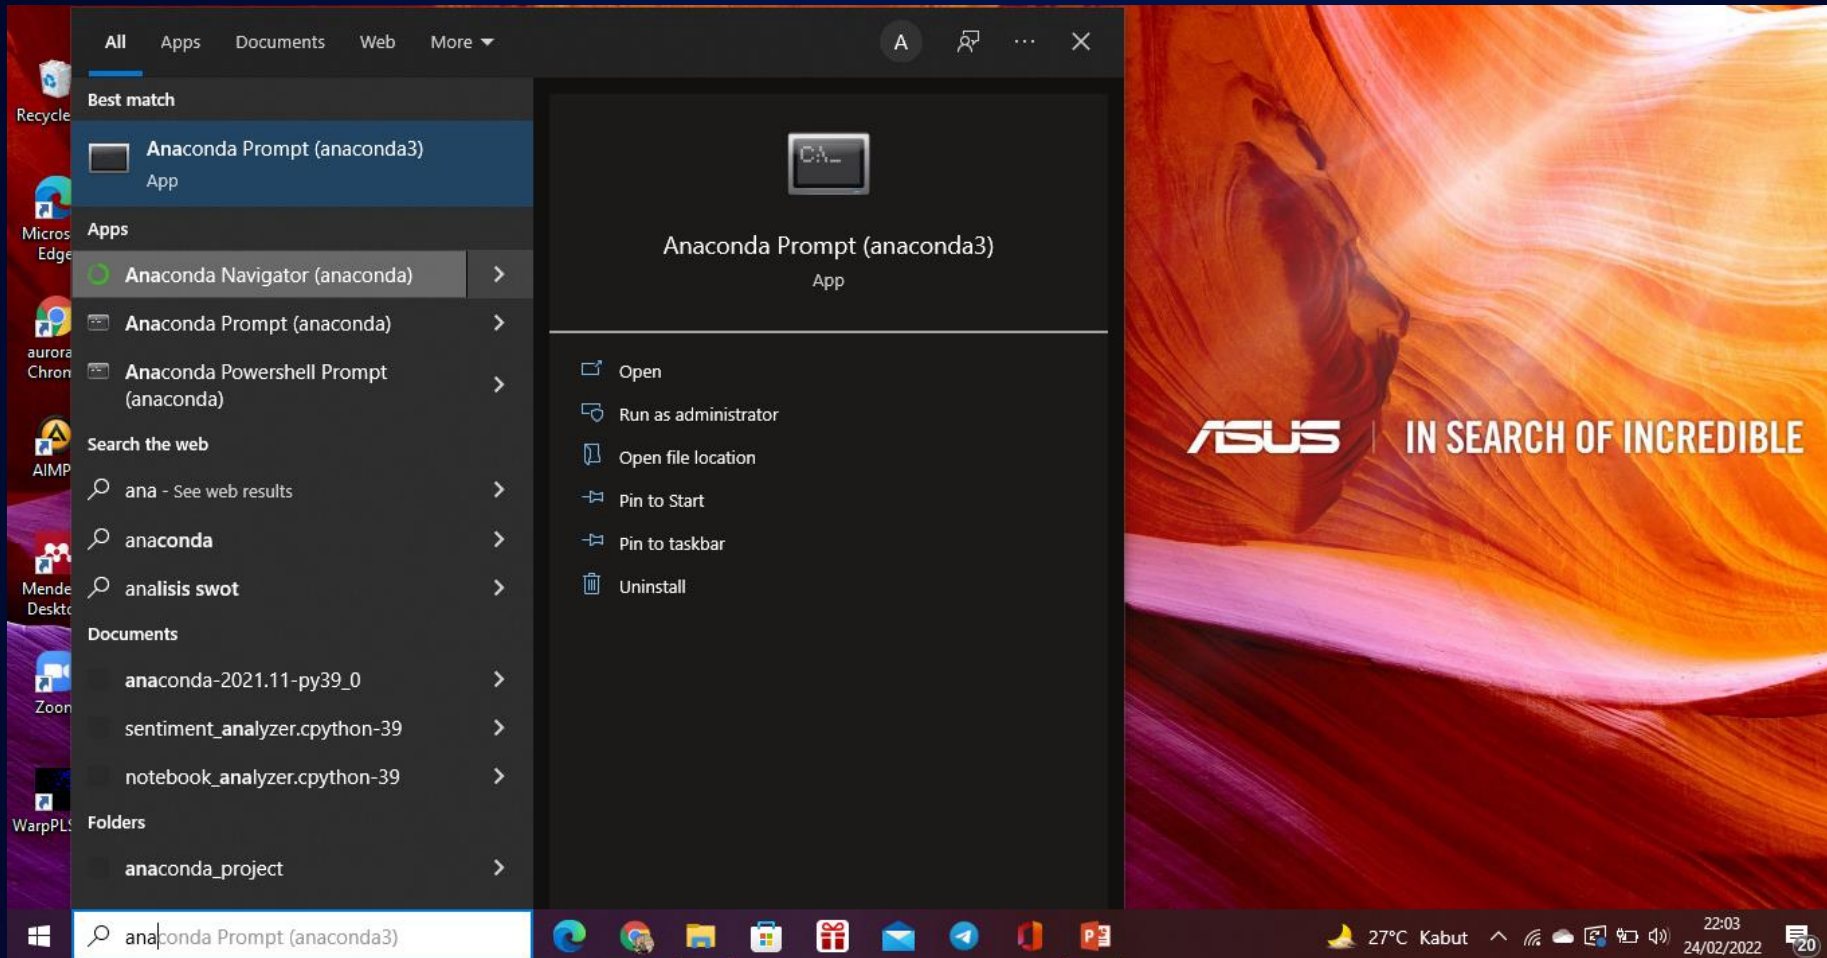 All Apps Documents Web More A
Best match
Anaconda Prompt (anaconda3)
App
Apps
Anaconda Navigator (anaconda)
Anaconda Prompt (anaconda)
Anaconda Powershell Prompt
(anaconda)
Search the web
ana - See web results
anaconda
analisis swot
Documents
anaconda-2021.11-py39_0
sentiment_analyzer.cpython-39
notebook_analyzer.cpython-39
Folders
anaconda_project
anaconda Prompt (anaconda3)
C:\_
Anaconda Prompt (anaconda3)
App
Open
Run as administrator
Open file location
Pin to Start
Pin to taskbar
Uninstall
Recycle
Micros
Edge
aurora
Chrom
AIMP
Mende
Deskto
Zoom
WarpPLS
ASUS IN SEARCH OF INCREDIBLE
27°C Kabut
22:03
24/02/2022
20